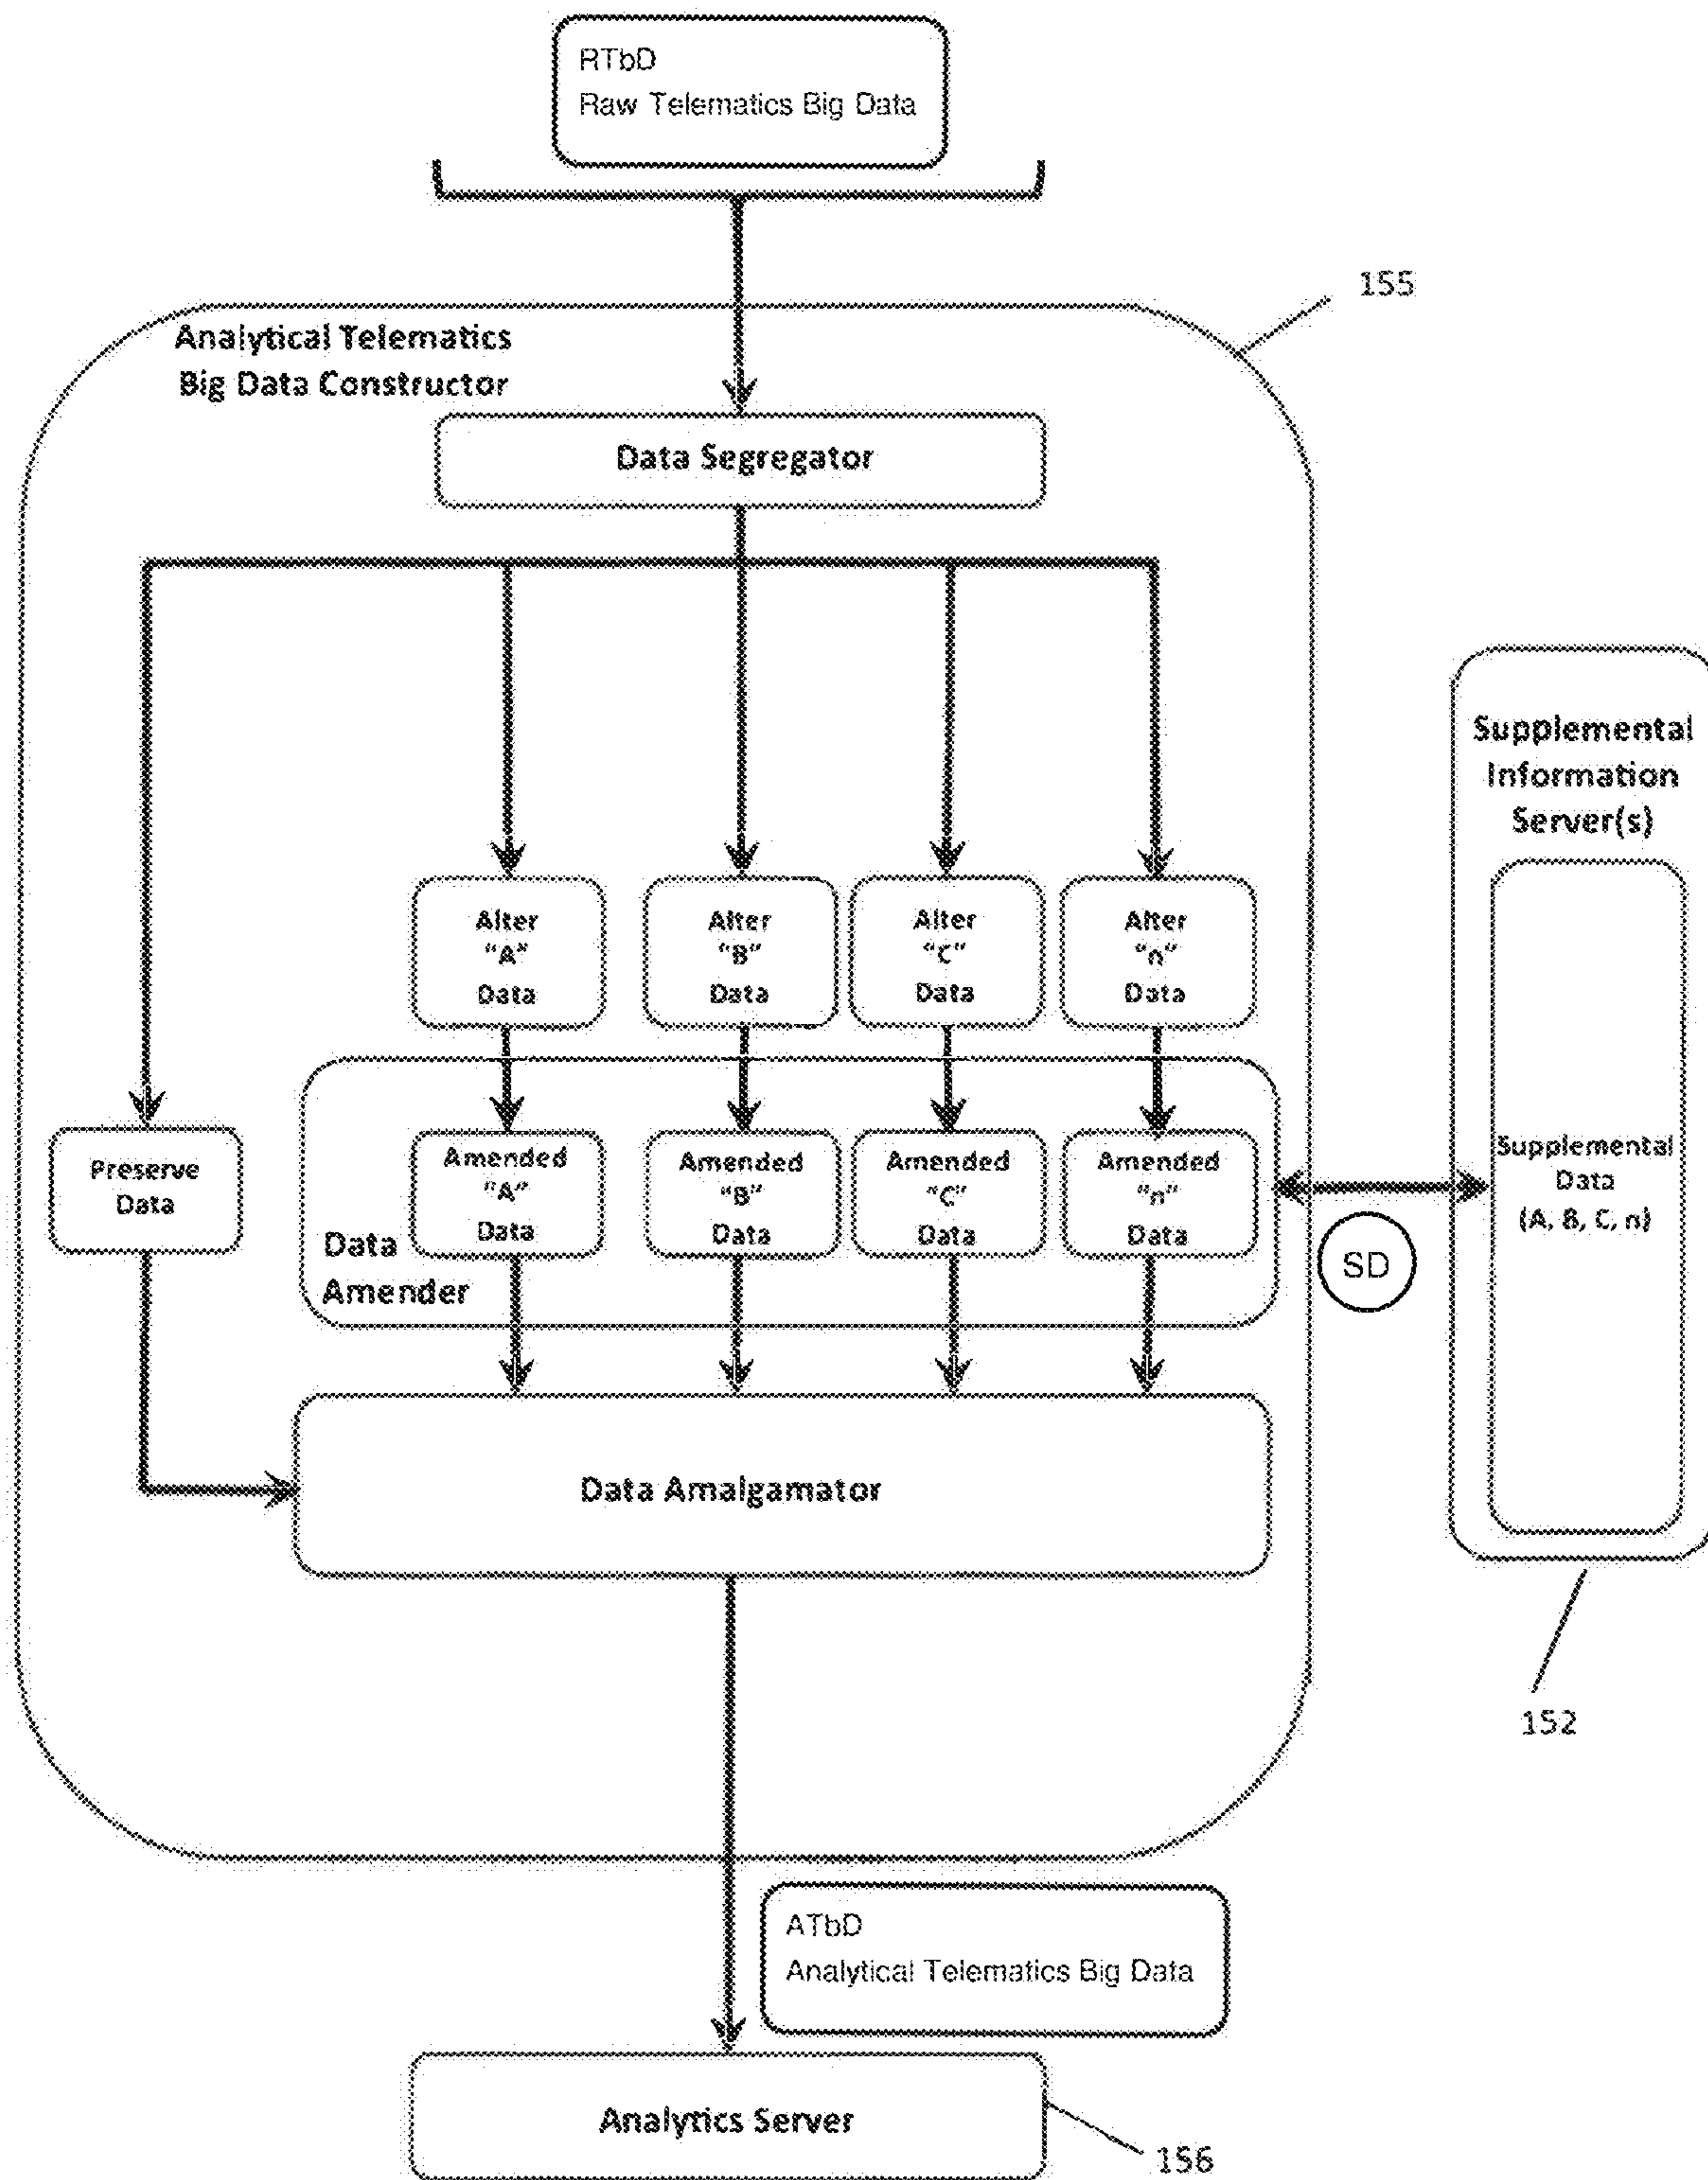 RTbD
Raw Telematics Big Data
155
Analytical Telematics
Big Data Constructor
Data Segregator
Supplemental
Information
Server(s)
Alter
"A"
Data
Alter
"B"
Data
Alter
"C"
Data
Alter
"n"
Data
Preserve
Data
Amended
"A"
Data
Amended
"B"
Data
Amended
"C"
Data
Amended
"n"
Data
Data
Amender
Supplemental
Data
(A, B, C, n)
SD
Data Amalgamator
152
ATbD
Analytical Telematics Big Data
Analytics Server
156